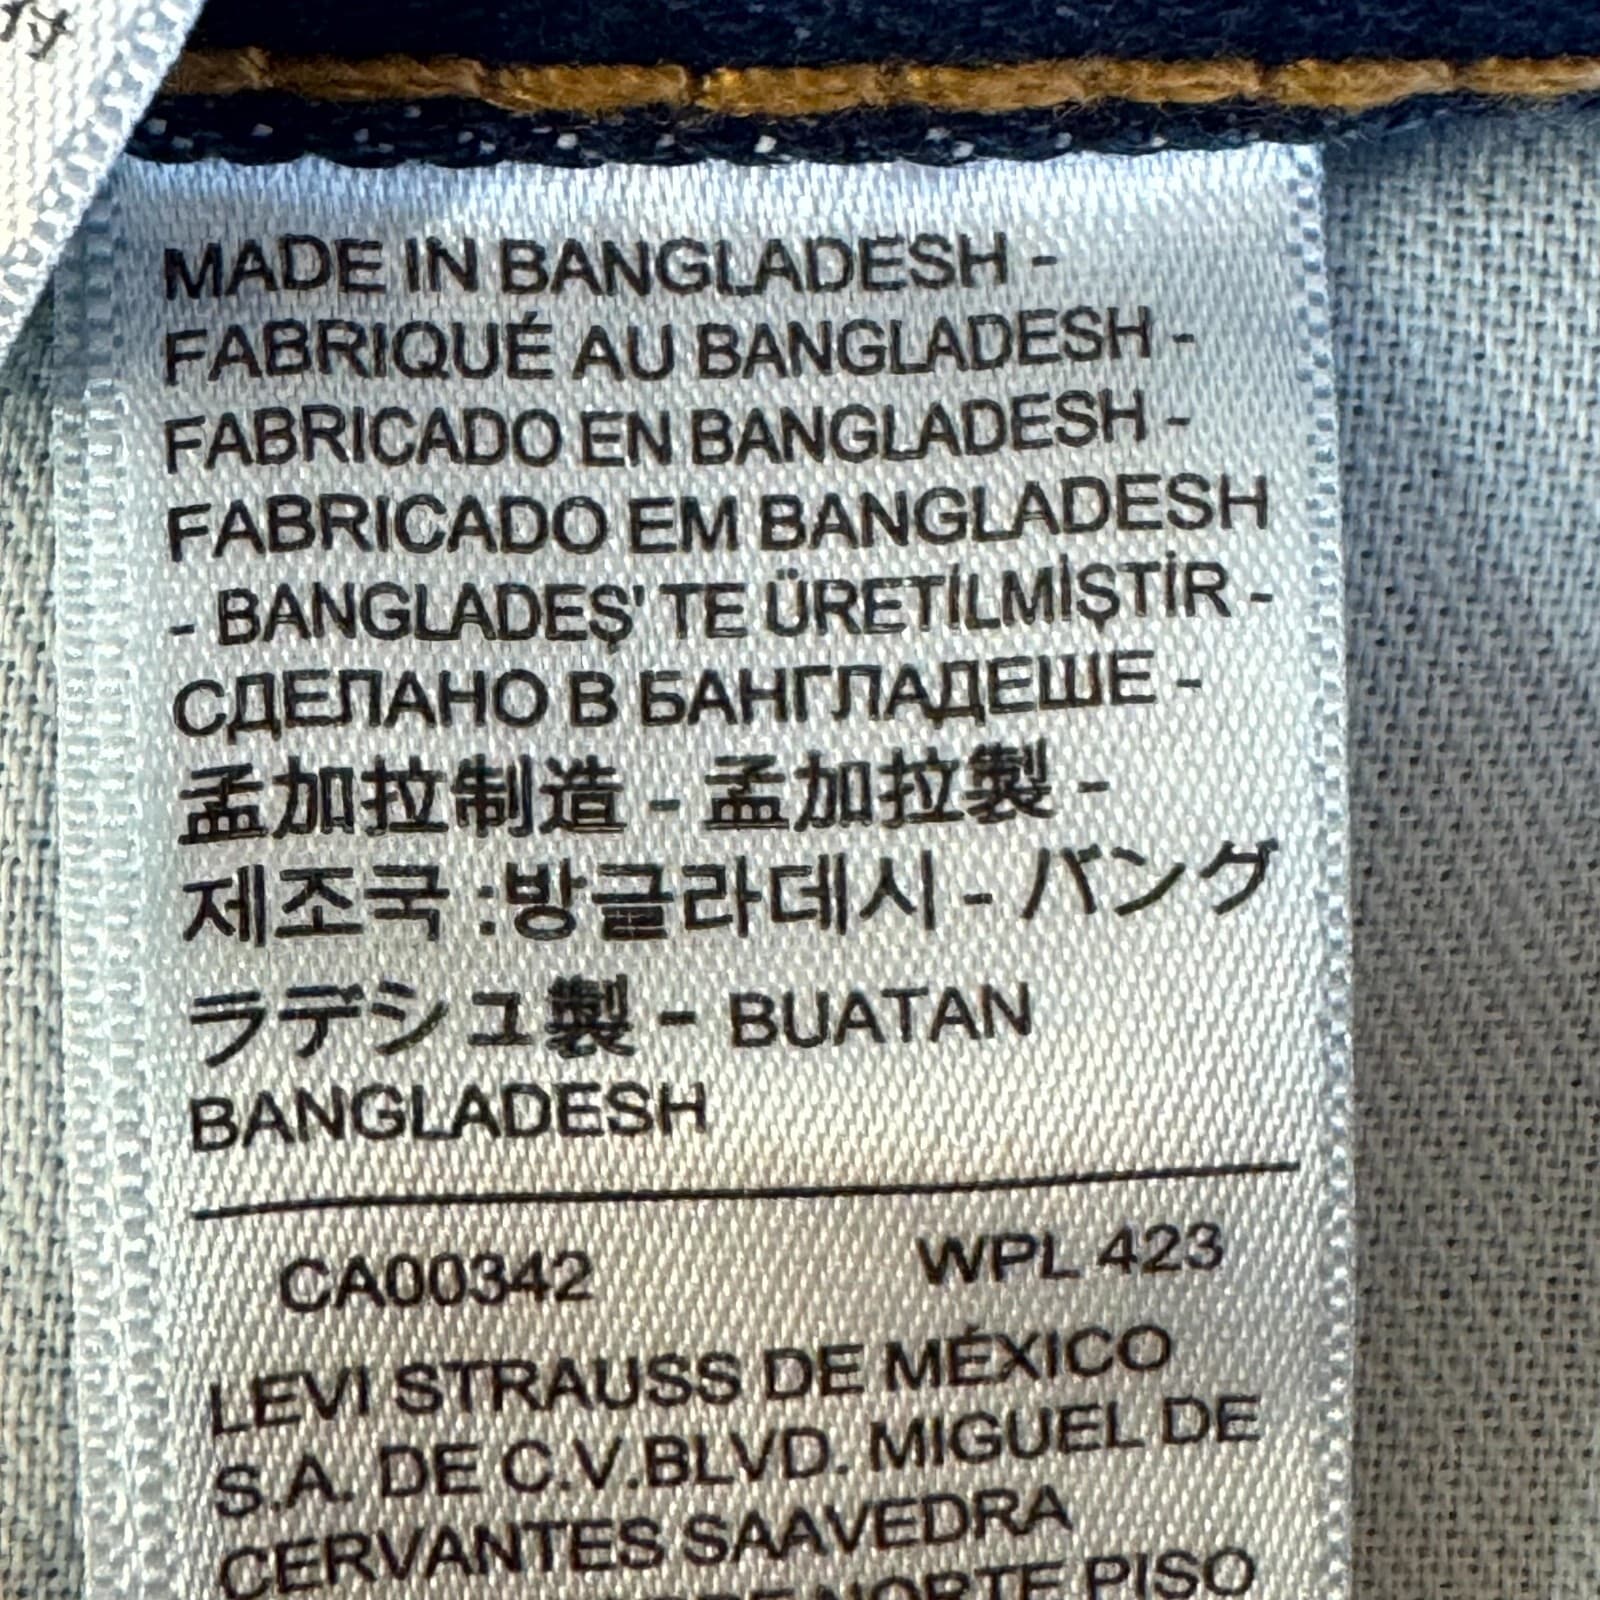 MADE IN BANGLADESH -
FABRIQUÉ AU BANGLADESH -
FABRICADO EN BANGLADESH -
FABRICADO EM BANGLADESH
- BANGLADEŞ' TE ÜRETİLMİŞTİR -
СДЕЛАНО В БАНГЛАДЕШЕ -
孟加拉制造 - 孟加拉製 -
제조국 :방글라데시 - バング
ラデシュ製 - BUATAN
BANGLADESH
CA00342 WPL 423
LEVI STRAUSS DE MÉXICO
S.A. DE C.V.BLVD. MIGUEL DE
CERVANTES SAAVEDRA
NORTE PISO